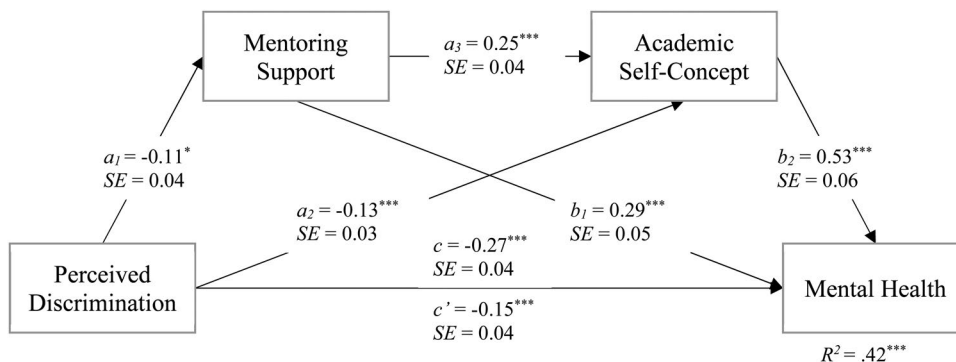 Mentoring
Support
a₃ = 0.25***
SE = 0.04
Academic
Self-Concept
a₁ = -0.11*
SE = 0.04
b₂ = 0.53***
SE = 0.06
a₂ = -0.13***
SE = 0.03
b₁ = 0.29***
SE = 0.05
c = -0.27***
SE = 0.04
Perceived
Discrimination
c’ = -0.15***
SE = 0.04
Mental Health
R² = .42***